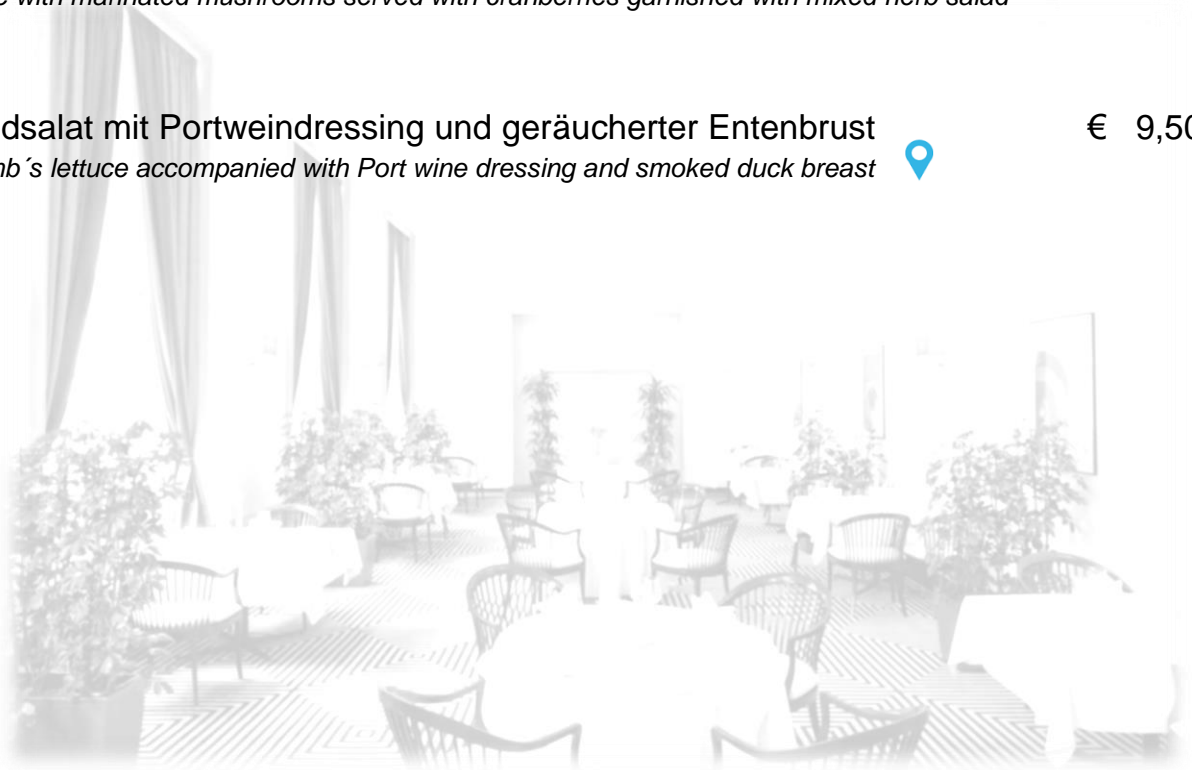 with marinated mushrooms served with cranberries garnished with mixed herb salad
dsalat mit Portweindressing und geräucherter Entenbrust € 9,50
mb´s lettuce accompanied with Port wine dressing and smoked duck breast